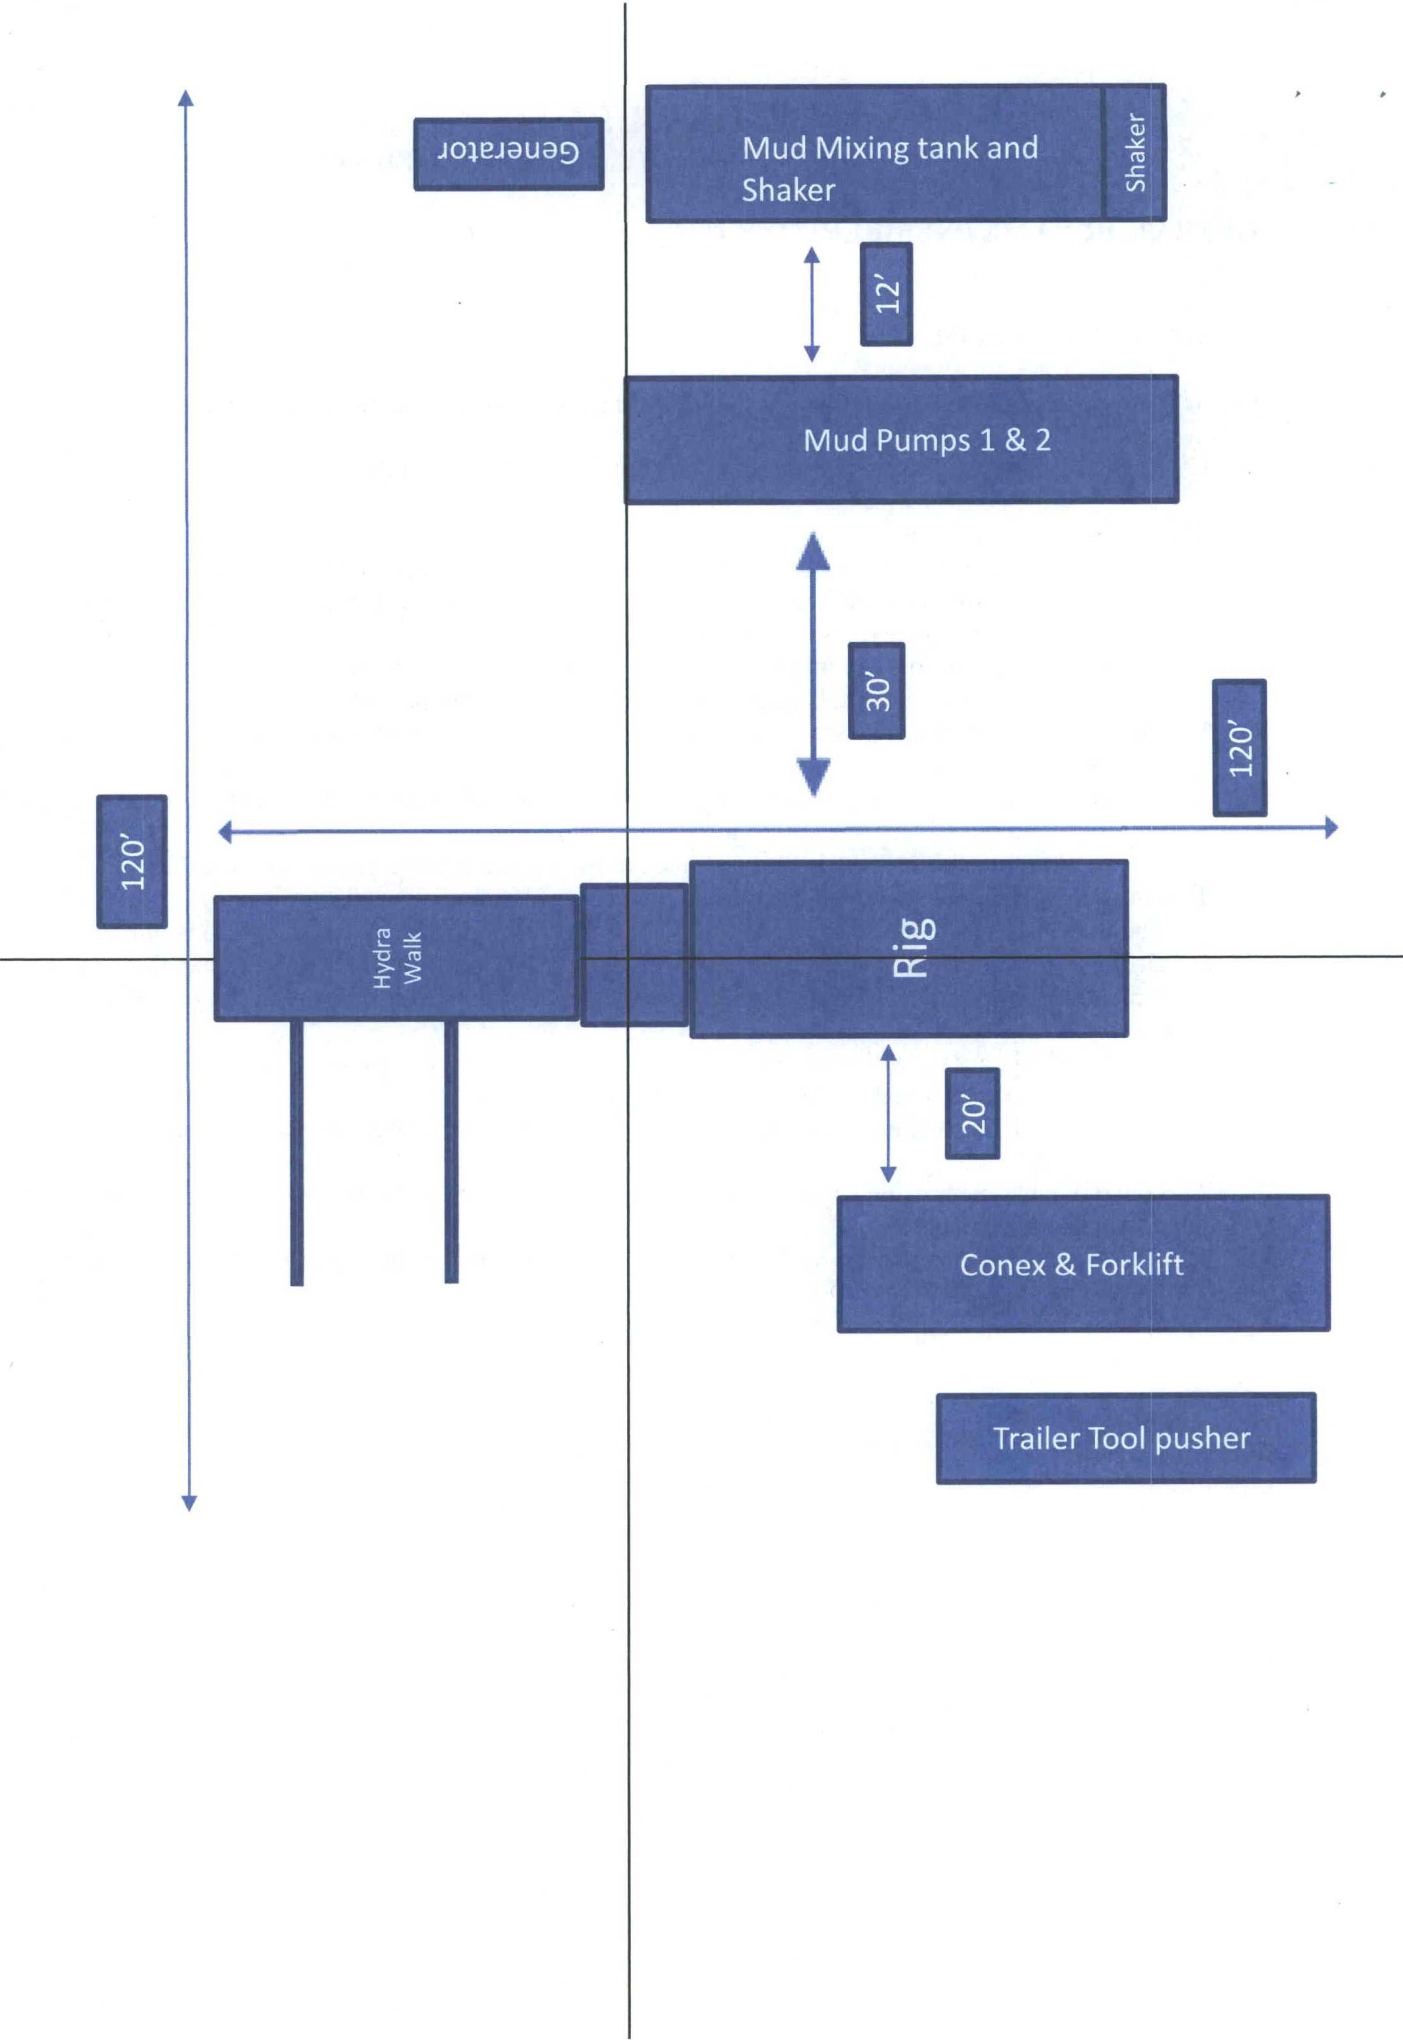 Generator
Mud Mixing tank and
Shaker
Shaker
12'
Mud Pumps 1 & 2
30'
120'
120'
Hydra
Walk
Rig
20'
Conex & Forklift
Trailer Tool pusher